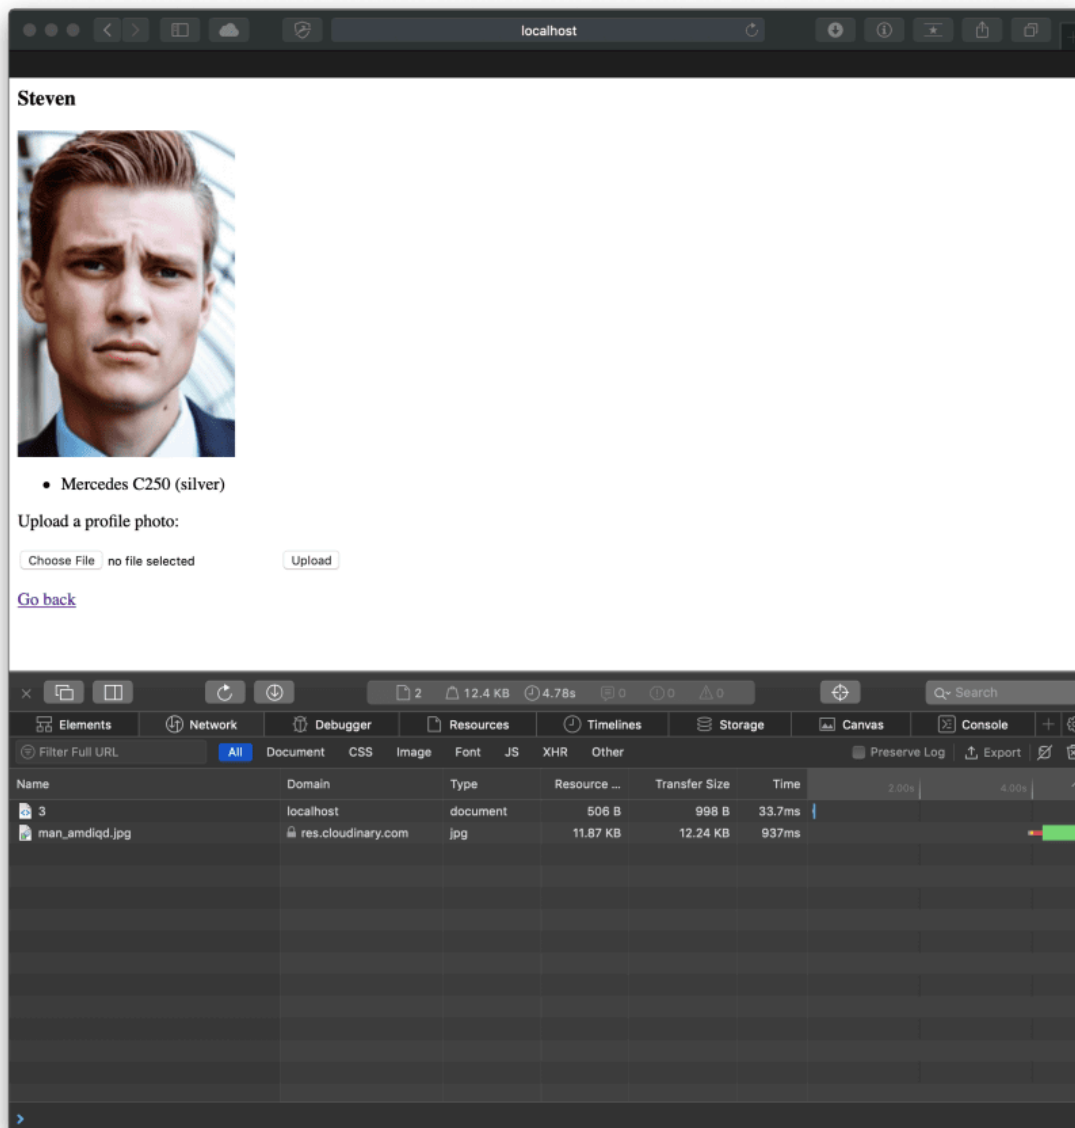 localhost
Steven
Mercedes C250 (silver)
Upload a profile photo:
Choose File no file selected Upload
Go back
2 12.4 KB 4.78s 0 0 0 Search
Elements Network Debugger Resources Timelines Storage Canvas Console
Filter Full URL All Document CSS Image Font JS XHR Other Preserve Log Export
Name Domain Type Resource ... Transfer Size Time 2.00s 4.00s
3 localhost document 506 B 998 B 33.7ms
man_amdiqd.jpg res.cloudinary.com jpg 11.87 KB 12.24 KB 937ms